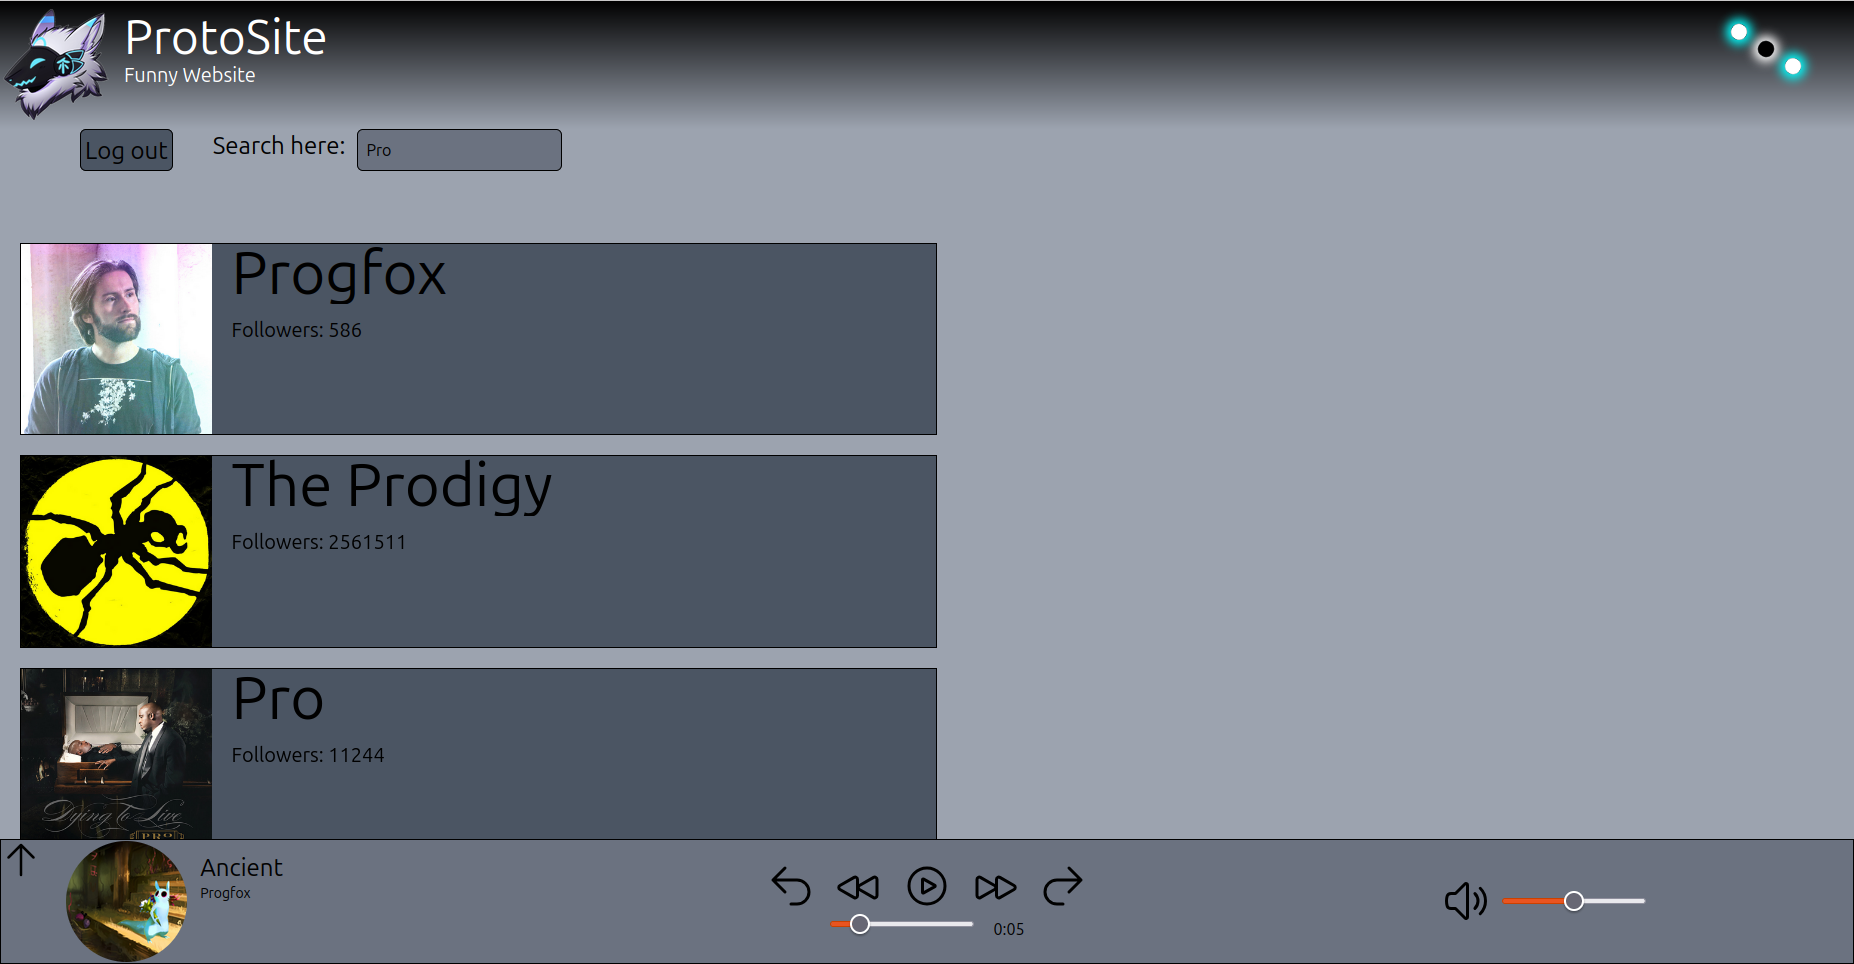 ProtoSite
Funny Website
Log out
Search here:
Pro
Progfox
Followers: 586
The Prodigy
Followers: 2561511
Pro
Followers: 11244
Dying To Live
PRO
Ancient
Progfox
0:05